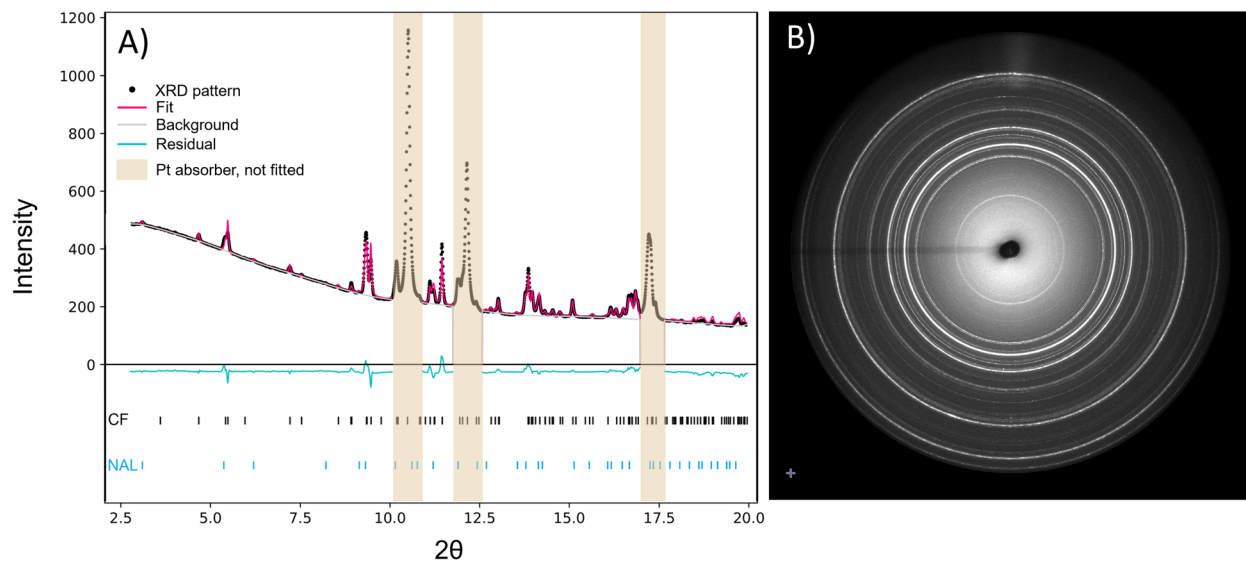 A)
B)
1200
1000
800
600
400
200
0
Intensity
XRD pattern
Fit
Background
Residual
Pt absorber, not fitted
CF
NAL
2.5 5.0 7.5 10.0 12.5 15.0 17.5 20.0
2θ